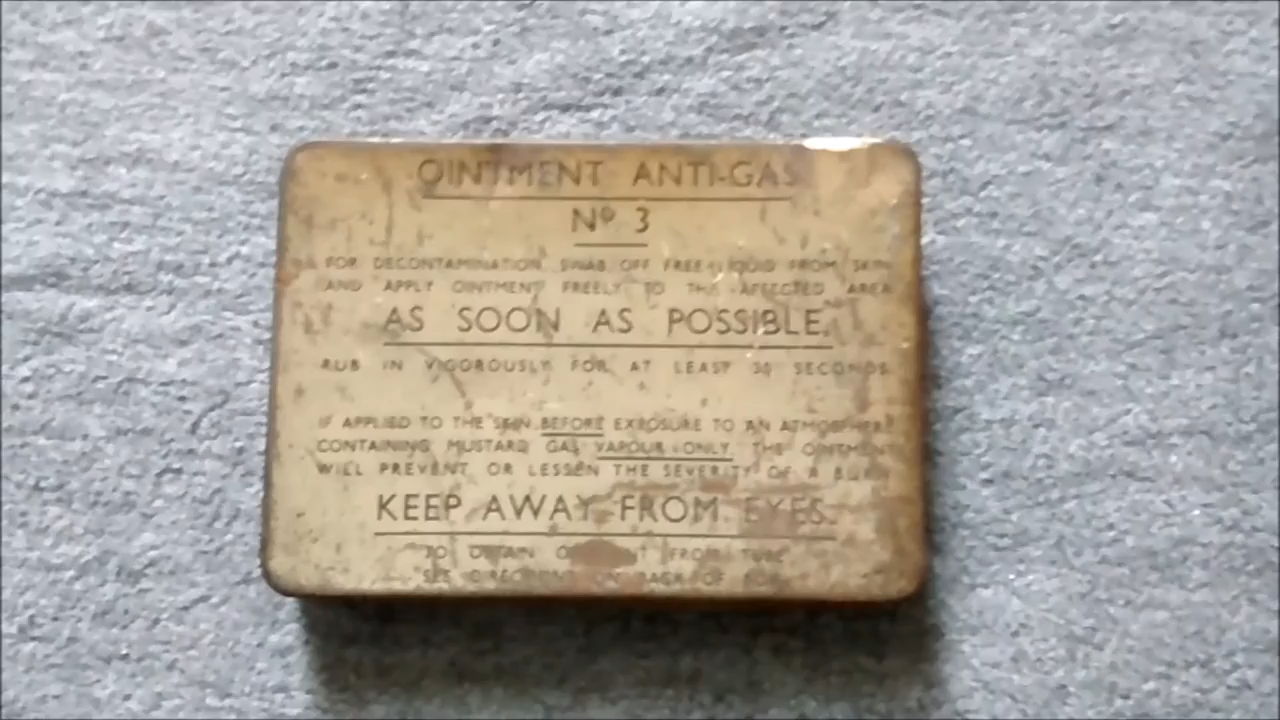 OINTMENT ANTI-GAS
Nº 3
FOR DECONTAMINATION SWAB OFF FREE LIQUID FROM SKIN
AND APPLY OINTMENT FREELY TO THE AFFECTED AREA
AS SOON AS POSSIBLE.
RUB IN VIGOROUSLY FOR AT LEAST 30 SECONDS
IF APPLIED TO THE SKIN BEFORE EXPOSURE TO AN ATMOSPHERE
CONTAINING MUSTARD GAS VAPOUR ONLY THE OINTMENT
WILL PREVENT OR LESSEN THE SEVERITY OF A BURN
KEEP AWAY FROM EYES.
TO OBTAIN OINTMENT FROM TUBE
SEE DIRECTIONS ON BACK OF